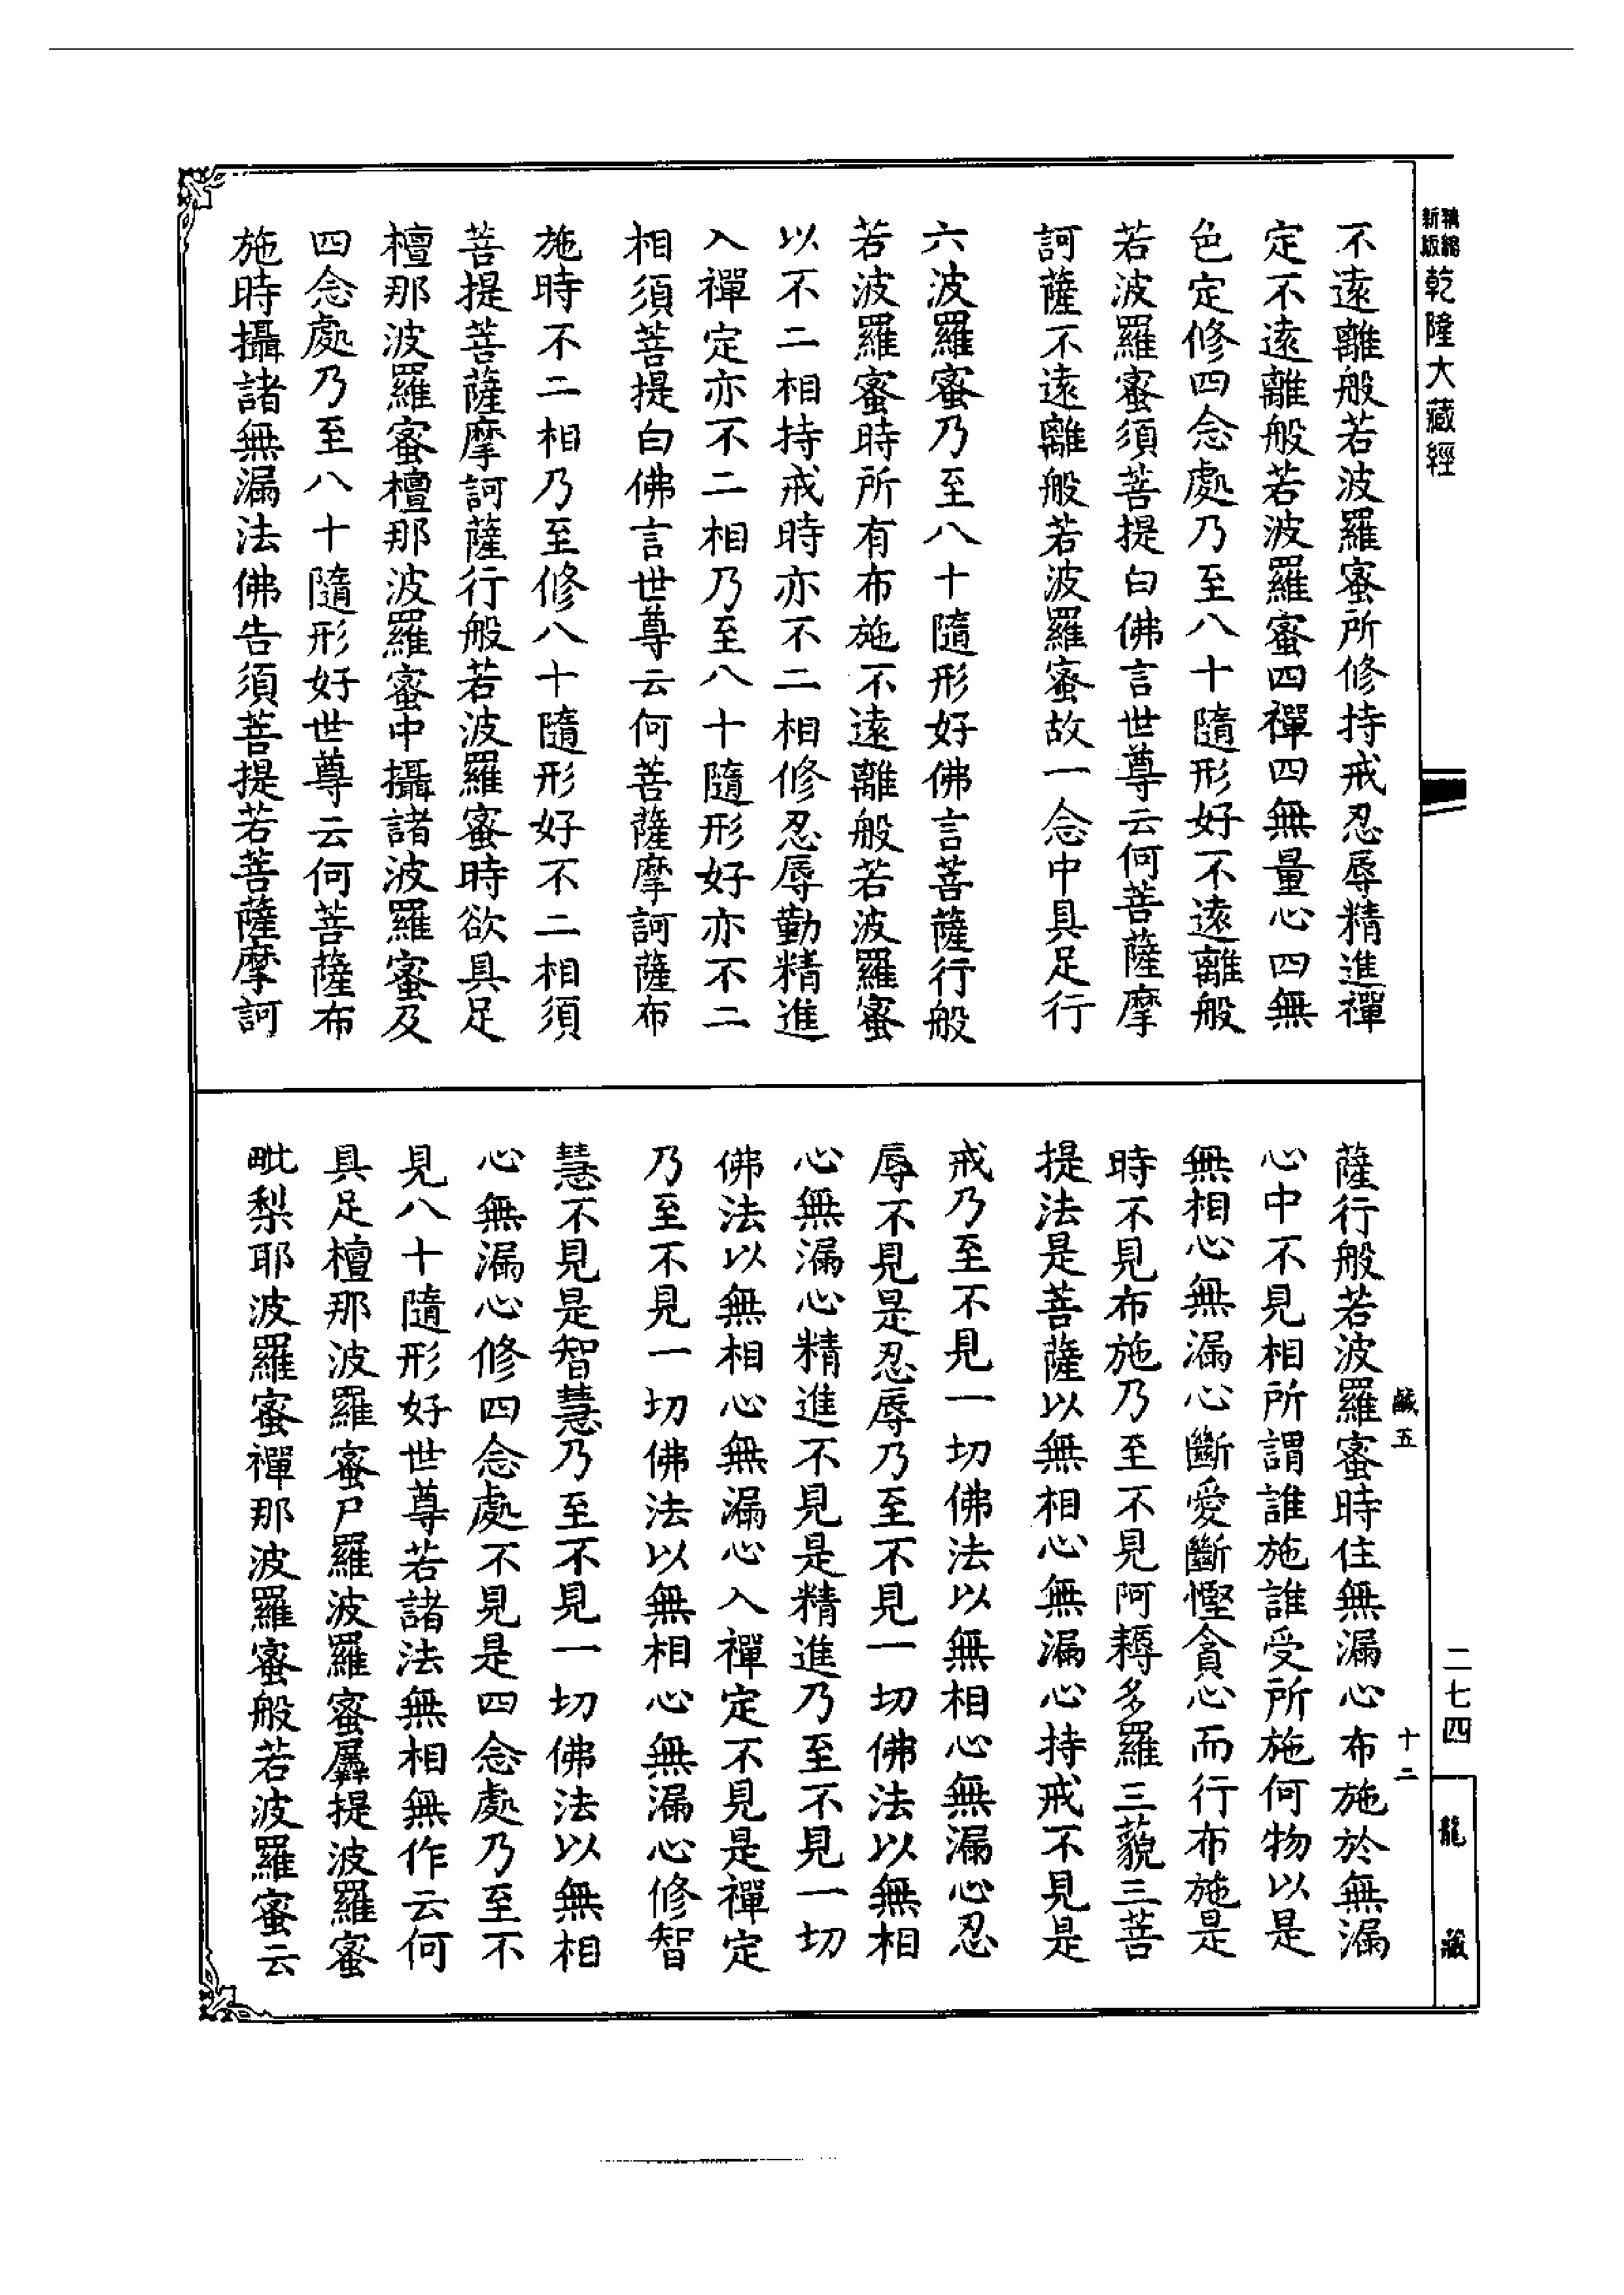 新版精縮乾隆大藏經
不遠離般若波羅蜜所修持戒忍辱精進禪
定不遠離般若波羅蜜四禪四無量心四無
色定修四念處乃至八十隨形好不遠離般
若波羅蜜須菩提白佛言世尊云何菩薩摩
訶薩不遠離般若波羅蜜故一念中具足行
六波羅蜜乃至八十隨形好佛言菩薩行般
若波羅蜜時所有布施不遠離般若波羅蜜
以不二相持戒時亦不二相修忍辱勤精進
入禪定亦不二相乃至八十隨形好亦不二
相須菩提白佛言世尊云何菩薩摩訶薩布
施時不二相乃至修八十隨形好不二相須
菩提菩薩摩訶薩行般若波羅蜜時欲具足
檀那波羅蜜檀那波羅蜜中攝諸波羅蜜及
四念處乃至八十隨形好世尊云何菩薩布
施時攝諸無漏法佛告須菩提若菩薩摩訶
鹹五 十二
二七四
龍藏
薩行般若波羅蜜時住無漏心布施於無漏
心中不見相所謂誰施誰受所施何物以是
無相心無漏心斷愛斷慳貪心而行布施是
時不見布施乃至不見阿耨多羅三藐三菩
提法是菩薩以無相心無漏心持戒不見是
戒乃至不見一切佛法以無相心無漏心忍
辱不見是忍辱乃至不見一切佛法以無相
心無漏心精進不見是精進乃至不見一切
佛法以無相心無漏心入禪定不見是禪定
乃至不見一切佛法以無相心無漏心修智
慧不見是智慧乃至不見一切佛法以無相
心無漏心修四念處不見是四念處乃至不
見八十隨形好世尊若諸法無相無作云何
具足檀那波羅蜜尸羅波羅蜜羼提波羅蜜
毗梨耶波羅蜜禪那波羅蜜般若波羅蜜云